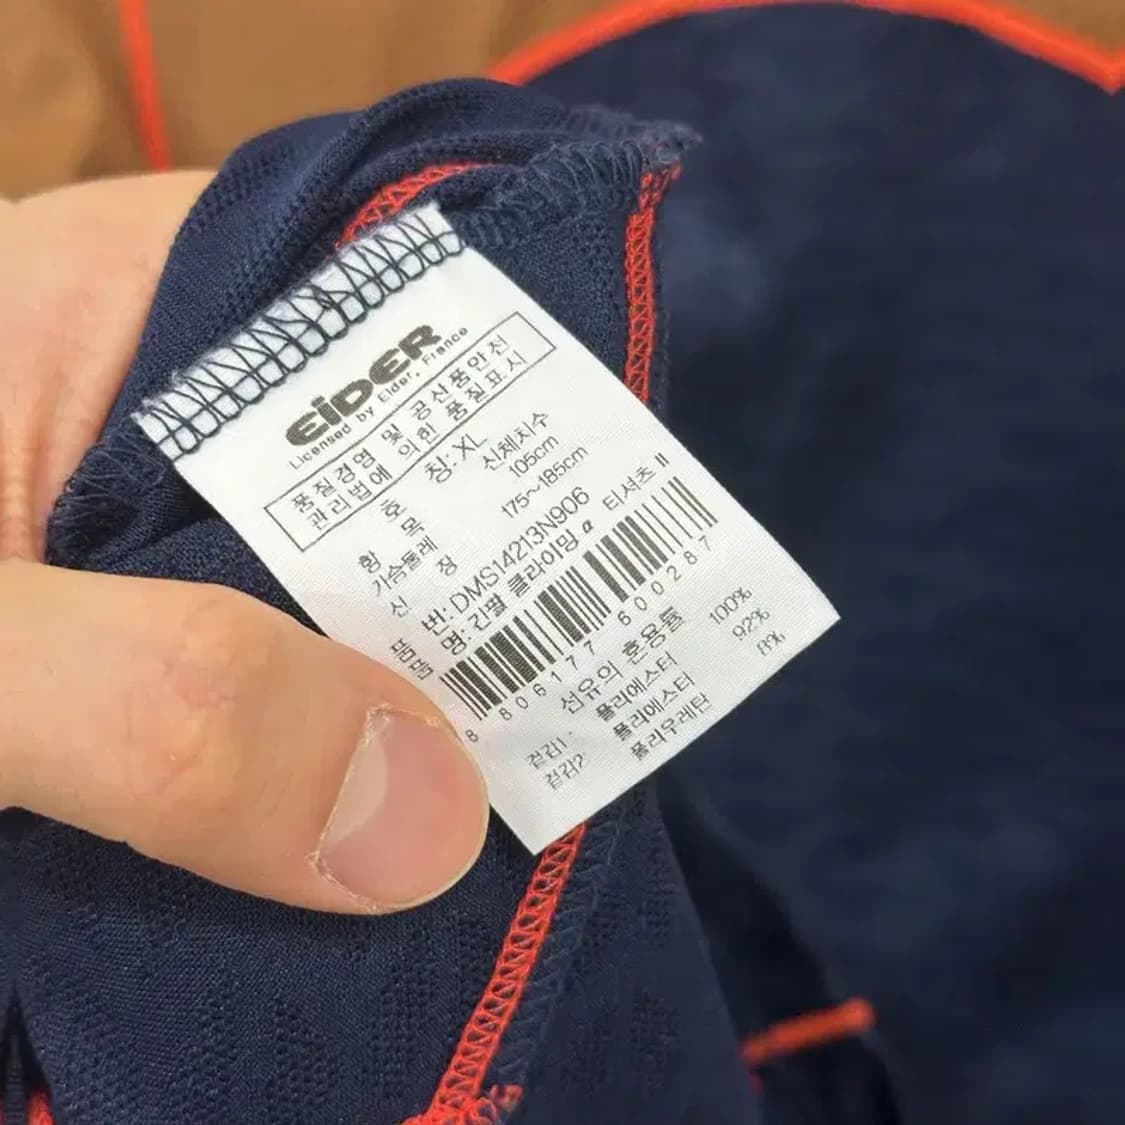 EiDER
Licensed by Eider, France
품질경영 및 공산품안전
관리법에 의한 품질표시
호 칭: XL
항 목 신체치수
가슴둘레 105cm
신 장 175~185cm
품 번: DMS14213N906
품 명: 긴팔 클라이밍 α 티셔츠 II
8 806177 600287
섬유의 혼용률
겉감1: 폴리에스터 100%
겉감2: 폴리에스터 92%
폴리우레탄 8%